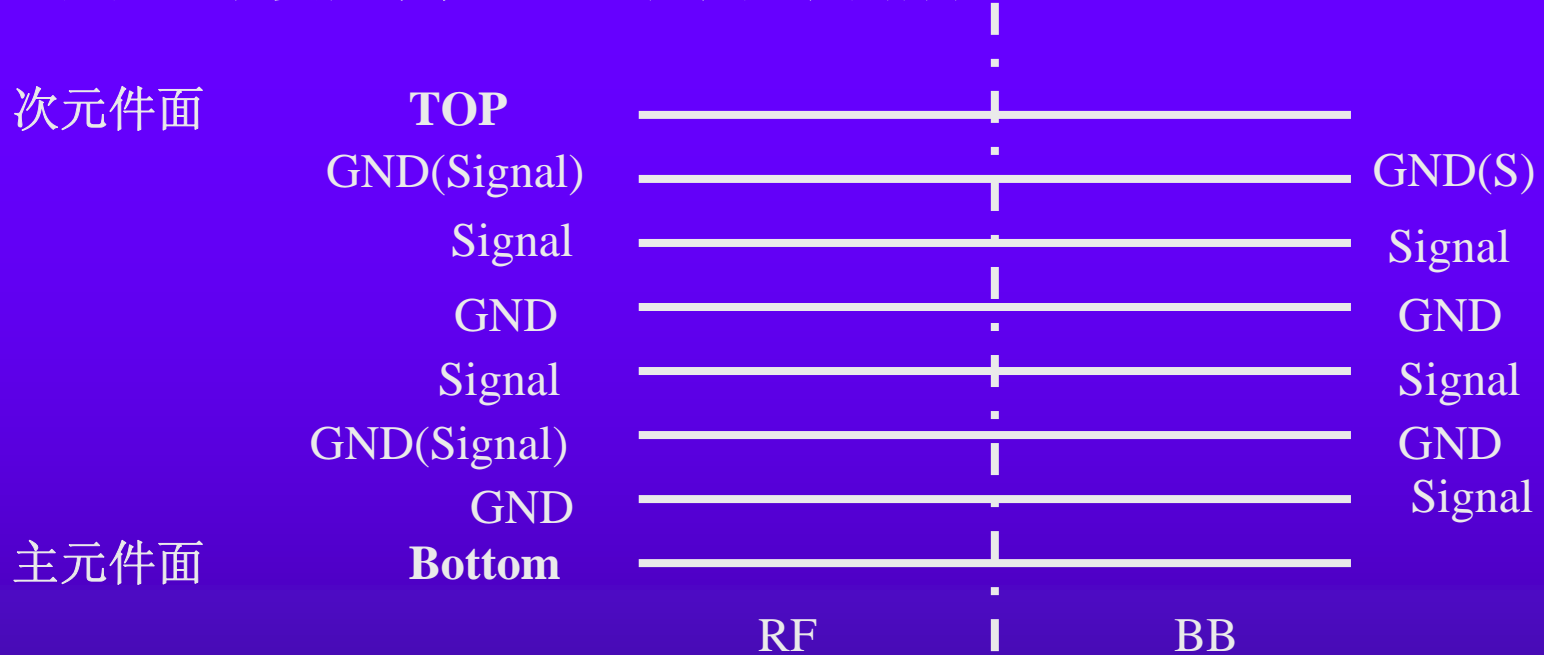 次元件面 TOP
GND(Signal) GND(S)
Signal Signal
GND GND
Signal Signal
GND(Signal) GND
GND Signal
主元件面 Bottom
RF BB